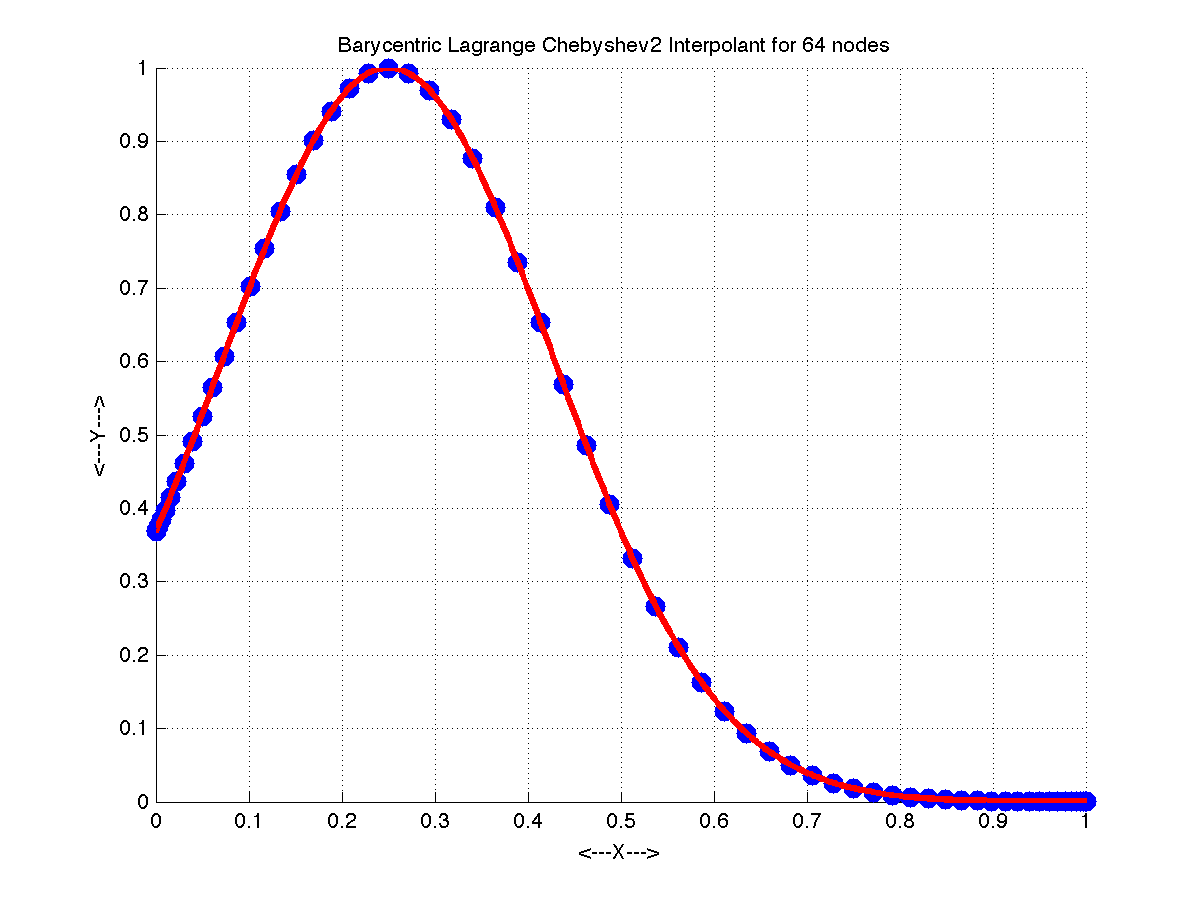 Barycentric Lagrange Chebyshev2 Interpolant for 64 nodes
1
0.9
0.8
0.7
0.6
0.5
0.4
0.3
0.2
0.1
0
<---Y--->
0 0.1 0.2 0.3 0.4 0.5 0.6 0.7 0.8 0.9 1
<---X--->